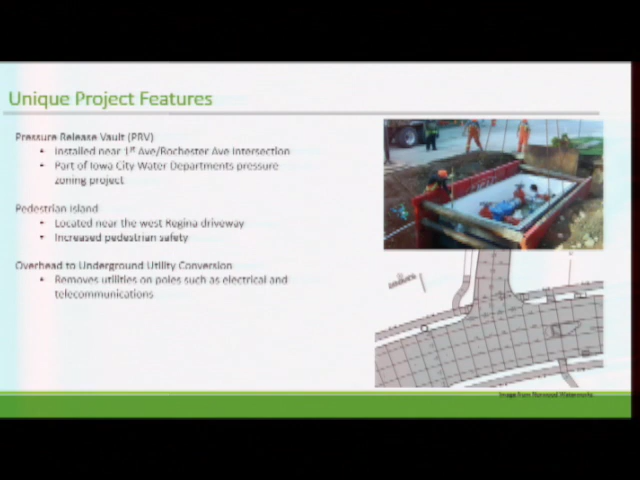 Unique Project Features
Pressure Release Vault (PRV)
• Installed near 1st Ave/Rochester Ave intersection
• Part of Iowa City Water Departments pressure
zoning project
Pedestrian Island
• Located near the west Regina driveway
• Increased pedestrian safety
Overhead to Underground Utility Conversion
• Removes utilities on poles such as electrical and
telecommunications
Image from